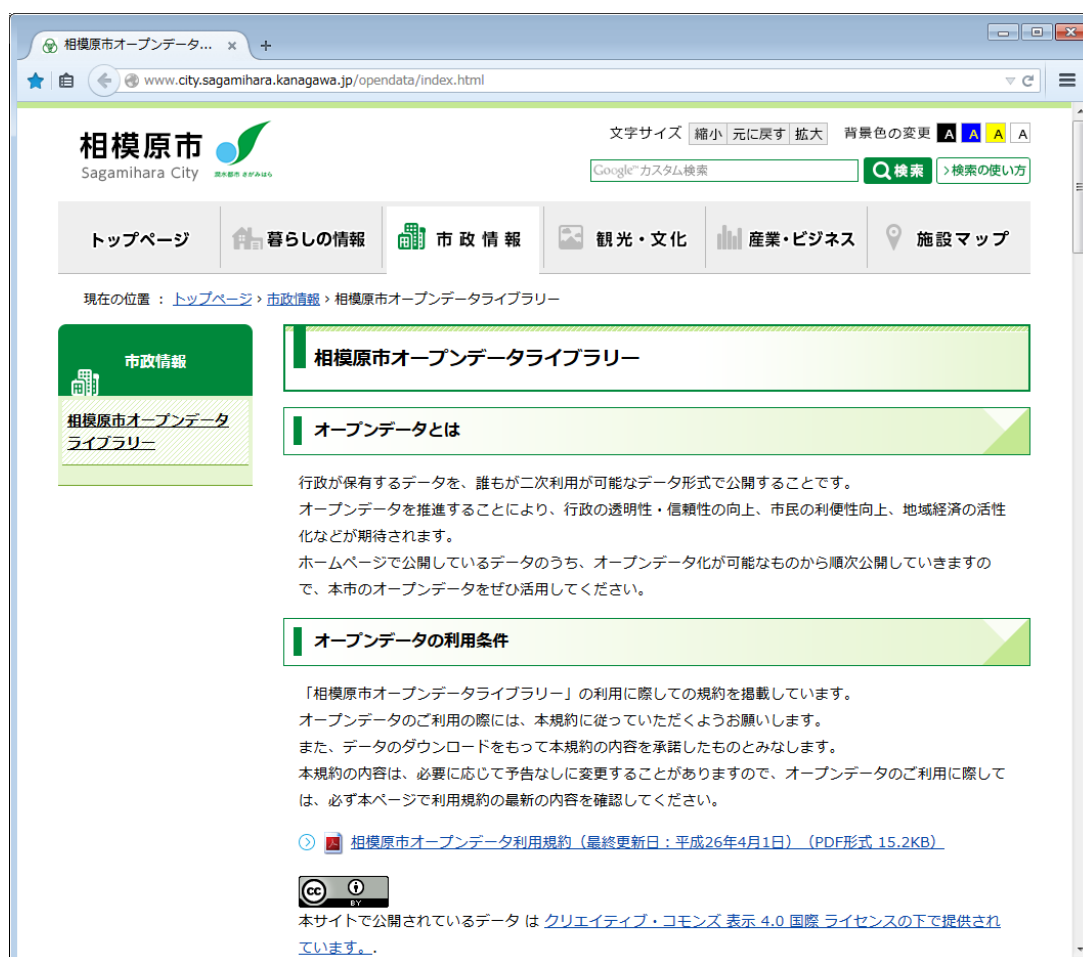 相模原市オープンデータ...
www.city.sagamihara.kanagawa.jp/opendata/index.html
相模原市
Sagamihara City
潤水都市 さがみはら
文字サイズ 縮小 元に戻す 拡大 背景色の変更 A A A A
Google™ カスタム検索 検索 >検索の使い方
トップページ 暮らしの情報 市政情報 観光・文化 産業・ビジネス 施設マップ
現在の位置 : トップページ > 市政情報 > 相模原市オープンデータライブラリー
市政情報
相模原市オープンデータ
ライブラリー
相模原市オープンデータライブラリー
オープンデータとは
行政が保有するデータを、誰もが二次利用が可能なデータ形式で公開することです。
オープンデータを推進することにより、行政の透明性・信頼性の向上、市民の利便性向上、地域経済の活性
化などが期待されます。
ホームページで公開しているデータのうち、オープンデータ化が可能なものから順次公開していきますの
で、本市のオープンデータをぜひ活用してください。
オープンデータの利用条件
「相模原市オープンデータライブラリー」の利用に際しての規約を掲載しています。
オープンデータのご利用の際には、本規約に従っていただくようお願いします。
また、データのダウンロードをもって本規約の内容を承諾したものとみなします。
本規約の内容は、必要に応じて予告なしに変更することがありますので、オープンデータのご利用に際して
は、必ず本ページで利用規約の最新の内容を確認してください。
相模原市オープンデータ利用規約（最終更新日：平成26年4月1日）（PDF形式 15.2KB）
cc
BY
本サイトで公開されているデータ は クリエイティブ・コモンズ 表示 4.0 国際 ライセンスの下で提供され
ています。.